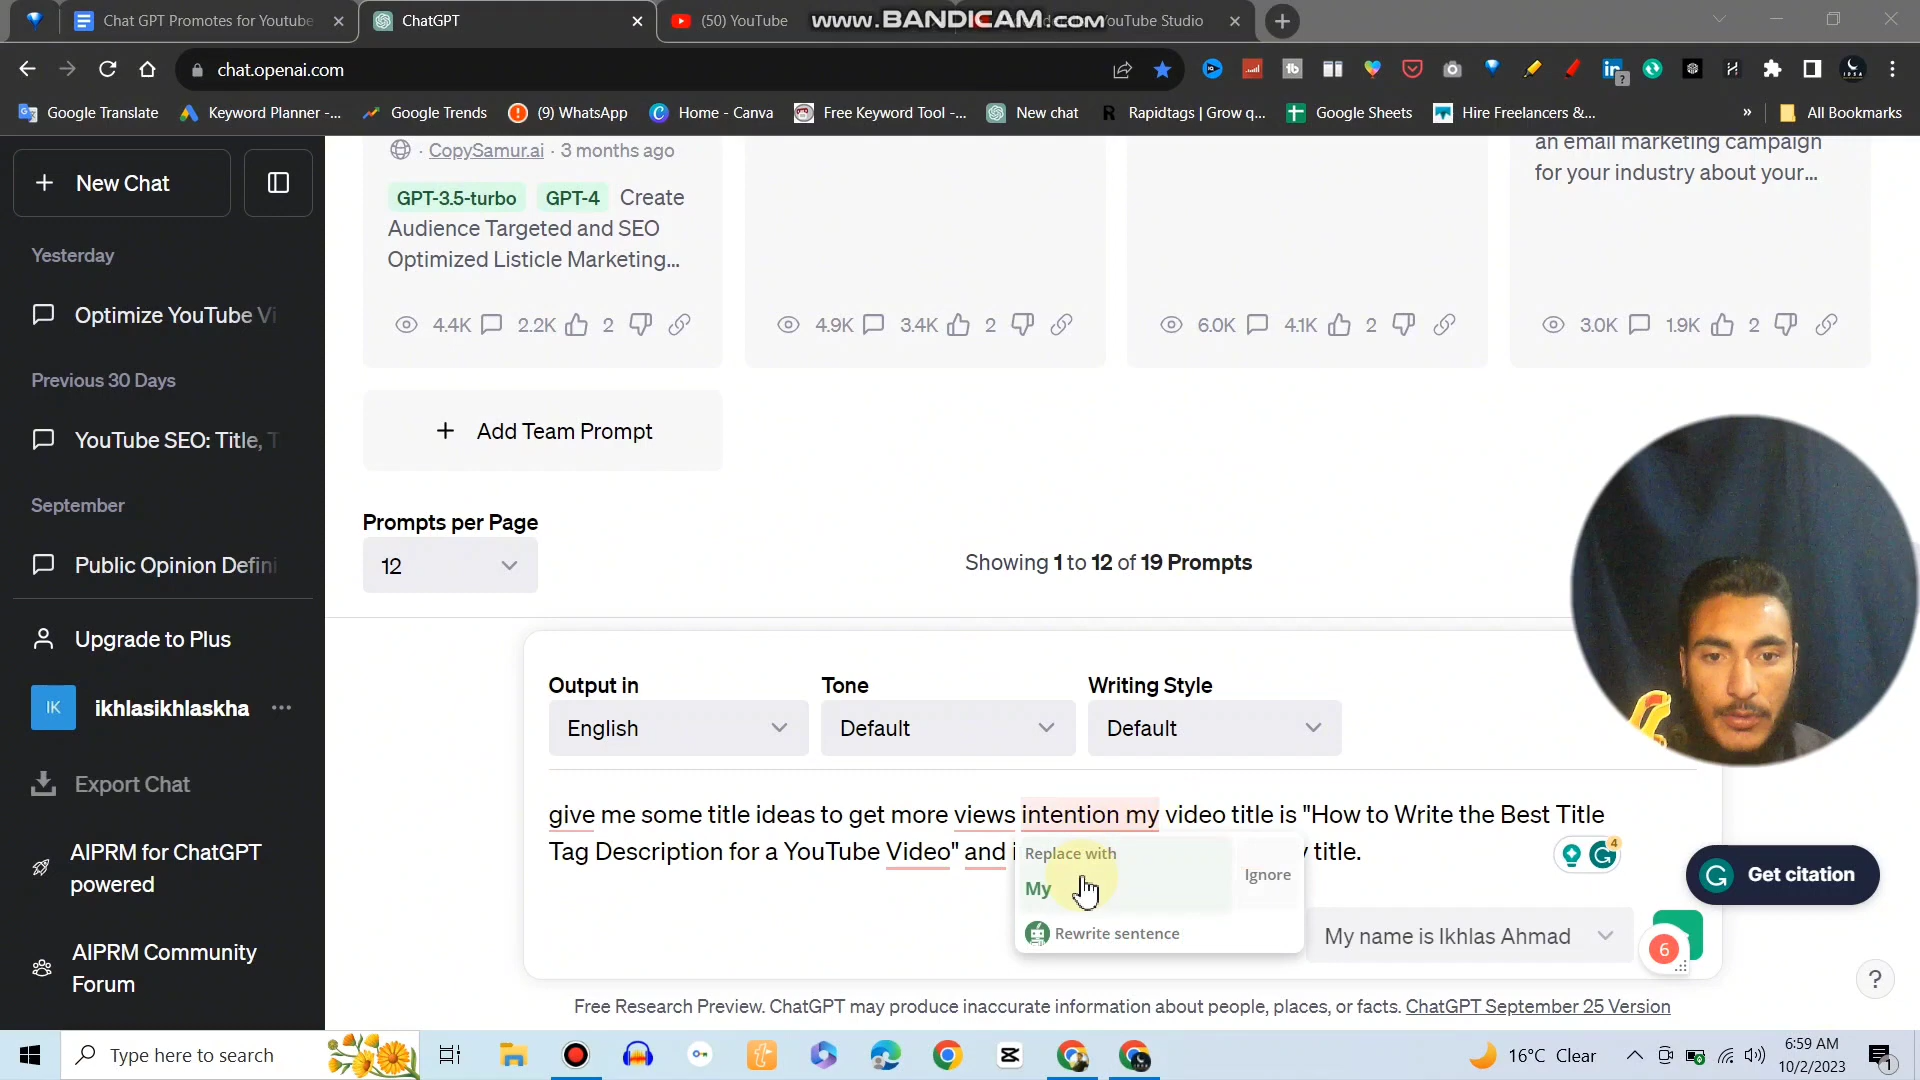 Chat GPT Promotes for Youtube
ChatGPT
(50) YouTube
www.BANDICAM.com
YouTube Studio
chat.openai.com
Google Translate
Keyword Planner -...
Google Trends
(9) WhatsApp
Home - Canva
Free Keyword Tool -...
New chat
Rapidtags | Grow q...
Google Sheets
Hire Freelancers &...
»
All Bookmarks
New Chat
Yesterday
Optimize YouTube Vi
Previous 30 Days
YouTube SEO: Title, T
September
Public Opinion Defini
Upgrade to Plus
IK
ikhlasikhlaskha
Export Chat
AIPRM for ChatGPT
powered
AIPRM Community
Forum
CopySamur.ai · 3 months ago
GPT-3.5-turbo GPT-4 Create
Audience Targeted and SEO
Optimized Listicle Marketing...
4.4K 2.2K 2
4.9K 3.4K 2
6.0K 4.1K 2
an email marketing campaign
for your industry about your...
3.0K 1.9K 2
+ Add Team Prompt
Prompts per Page
12
Showing 1 to 12 of 19 Prompts
Output in
English
Tone
Default
Writing Style
Default
give me some title ideas to get more views intention my video title is "How to Write the Best Title
Tag Description for a YouTube Video" and i title.
4
Replace with
My
Ignore
Rewrite sentence
Get citation
My name is Ikhlas Ahmad
6
?
Free Research Preview. ChatGPT may produce inaccurate information about people, places, or facts. ChatGPT September 25 Version
Type here to search
16°C Clear
6:59 AM
10/2/2023
1